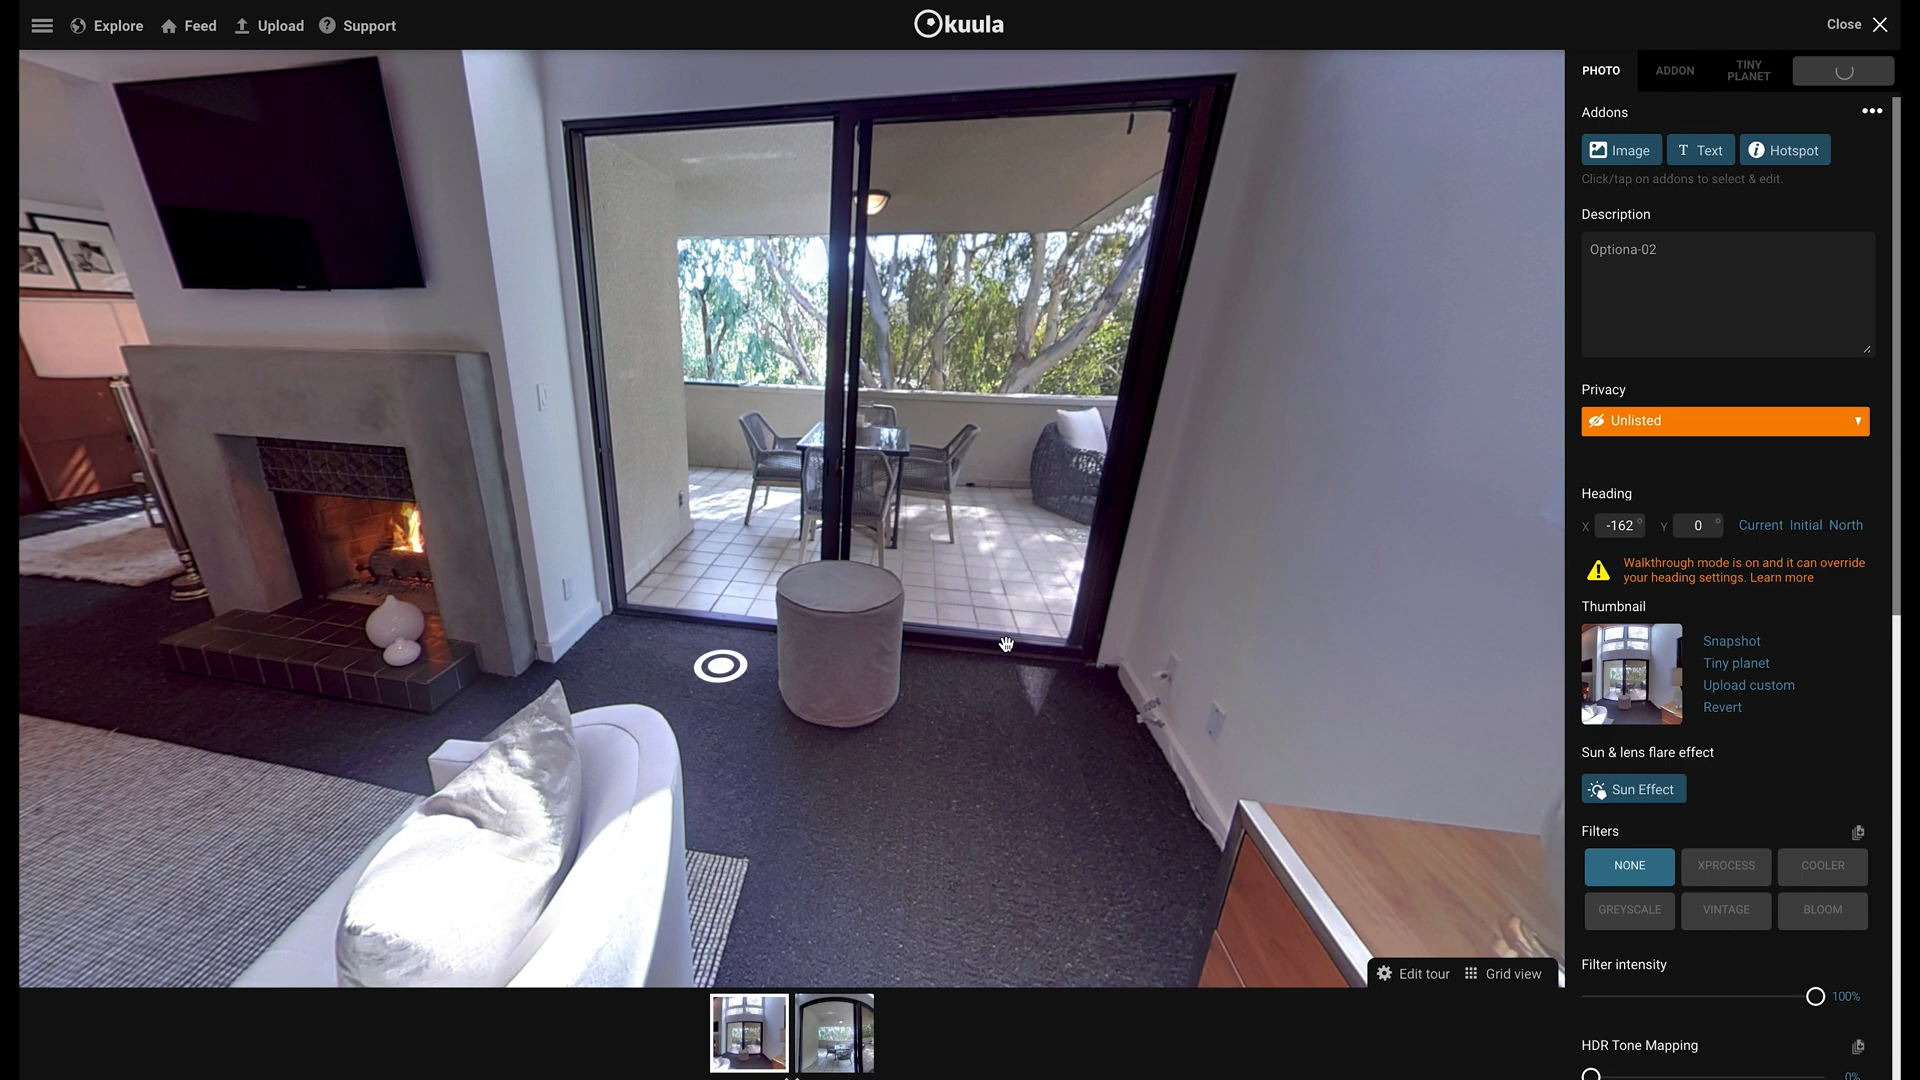 Explore
Feed
Upload
Support
kuula
Close
PHOTO
ADDON
TINY PLANET
Addons
Image
Text
Hotspot
Click/tap on addons to select & edit.
Description
Optiona-02
Privacy
Unlisted
Heading
X -162 ° Y 0 ° Current Initial North
Walkthrough mode is on and it can override
your heading settings. Learn more
Thumbnail
Snapshot
Tiny planet
Upload custom
Revert
Sun & lens flare effect
Sun Effect
Filters
NONE
XPROCESS
COOLER
GREYSCALE
VINTAGE
BLOOM
Edit tour
Grid view
Filter intensity
100%
HDR Tone Mapping
0%